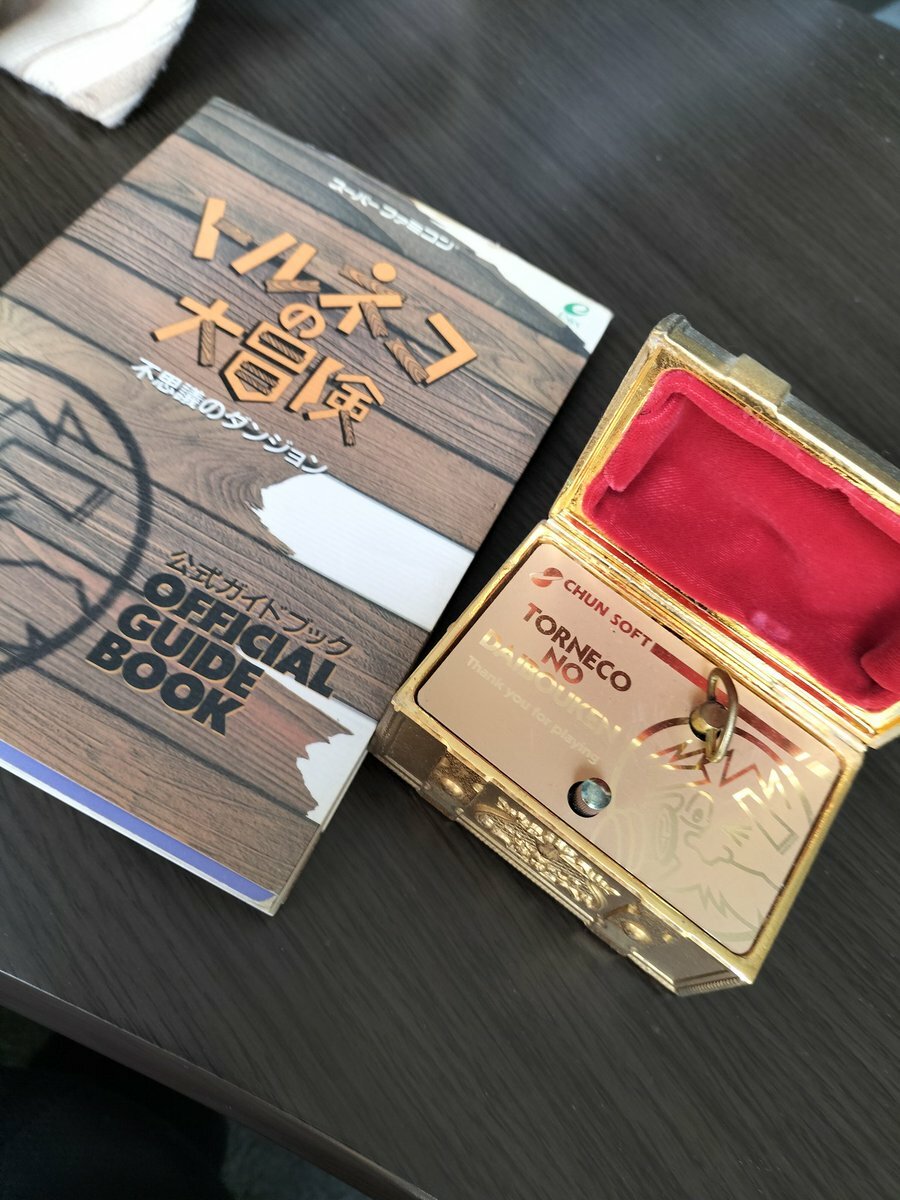 スーパーファミコン
トルネコ
の
大冒険
不思議のダンジョン
公式ガイドブック
OFFICIAL
GUIDE
BOOK
CHUN SOFT
TORNECO
NO
DAIBOUKEN
Thank you for playing